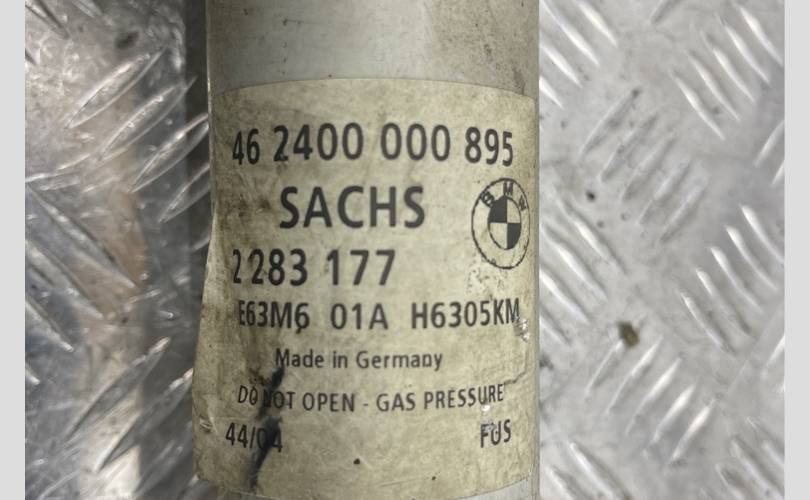 46 2400 000 895
SACHS
BMW
2283 177
E63M6 01A H6305KM
Made in Germany
DO NOT OPEN - GAS PRESSURE
44/04 FUS